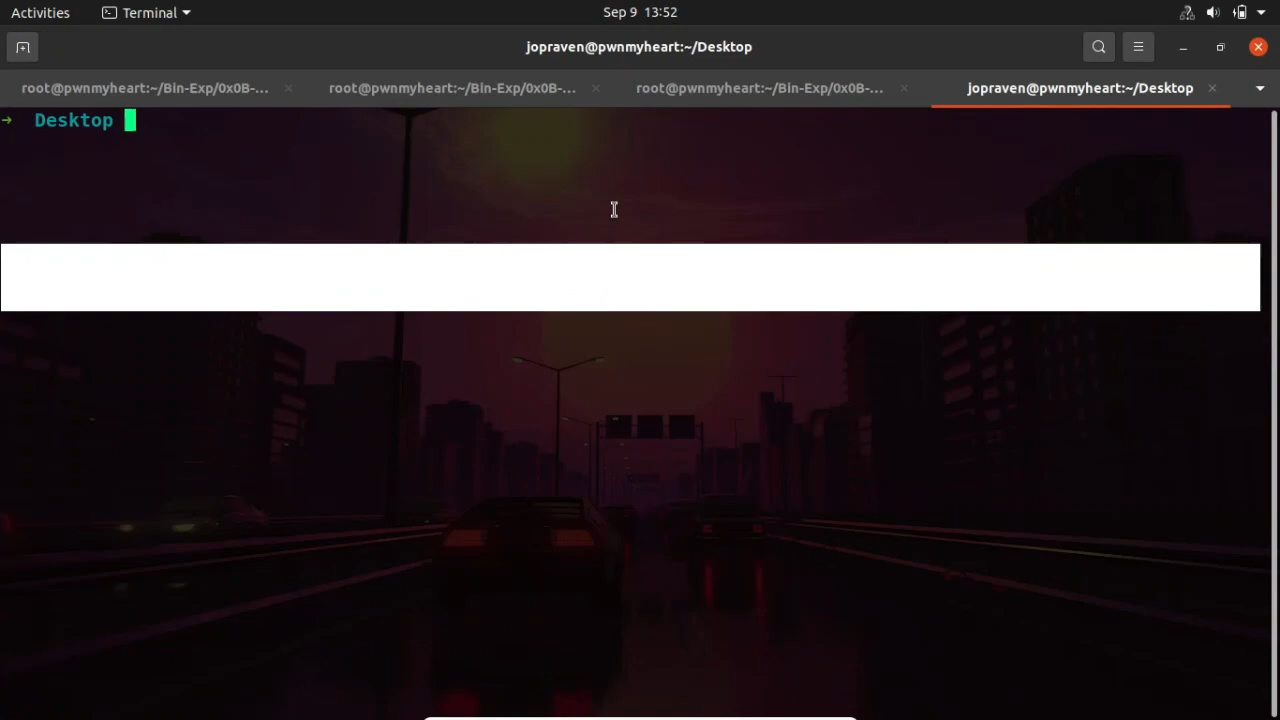 Activities Terminal Sep 9 13:52
jopraven@pwnmyheart:~/Desktop
root@pwnmyheart:~/Bin-Exp/0x0B-... root@pwnmyheart:~/Bin-Exp/0x0B-... root@pwnmyheart:~/Bin-Exp/0x0B-... jopraven@pwnmyheart:~/Desktop
→ Desktop